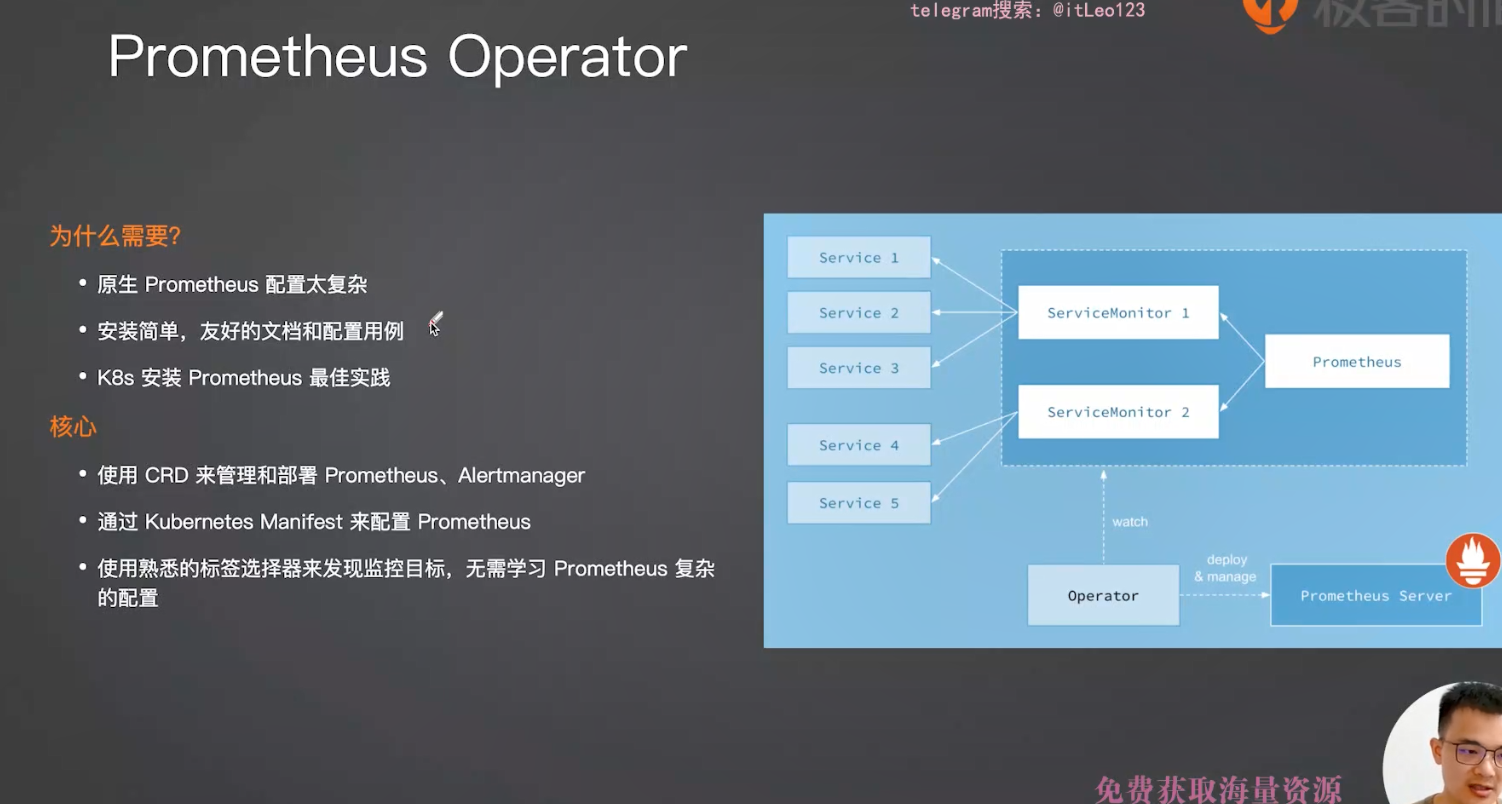 telegram搜索：@itLeo123
极客时间
Prometheus Operator
为什么需要?
• 原生 Prometheus 配置太复杂
• 安装简单，友好的文档和配置用例
• K8s 安装 Prometheus 最佳实践
核心
• 使用 CRD 来管理和部署 Prometheus、Alertmanager
• 通过 Kubernetes Manifest 来配置 Prometheus
• 使用熟悉的标签选择器来发现监控目标，无需学习 Prometheus 复杂
的配置
Service 1
Service 2
Service 3
Service 4
Service 5
ServiceMonitor 1
ServiceMonitor 2
Prometheus
watch
Operator
deploy
& manage
Prometheus Server
免费获取海量资源